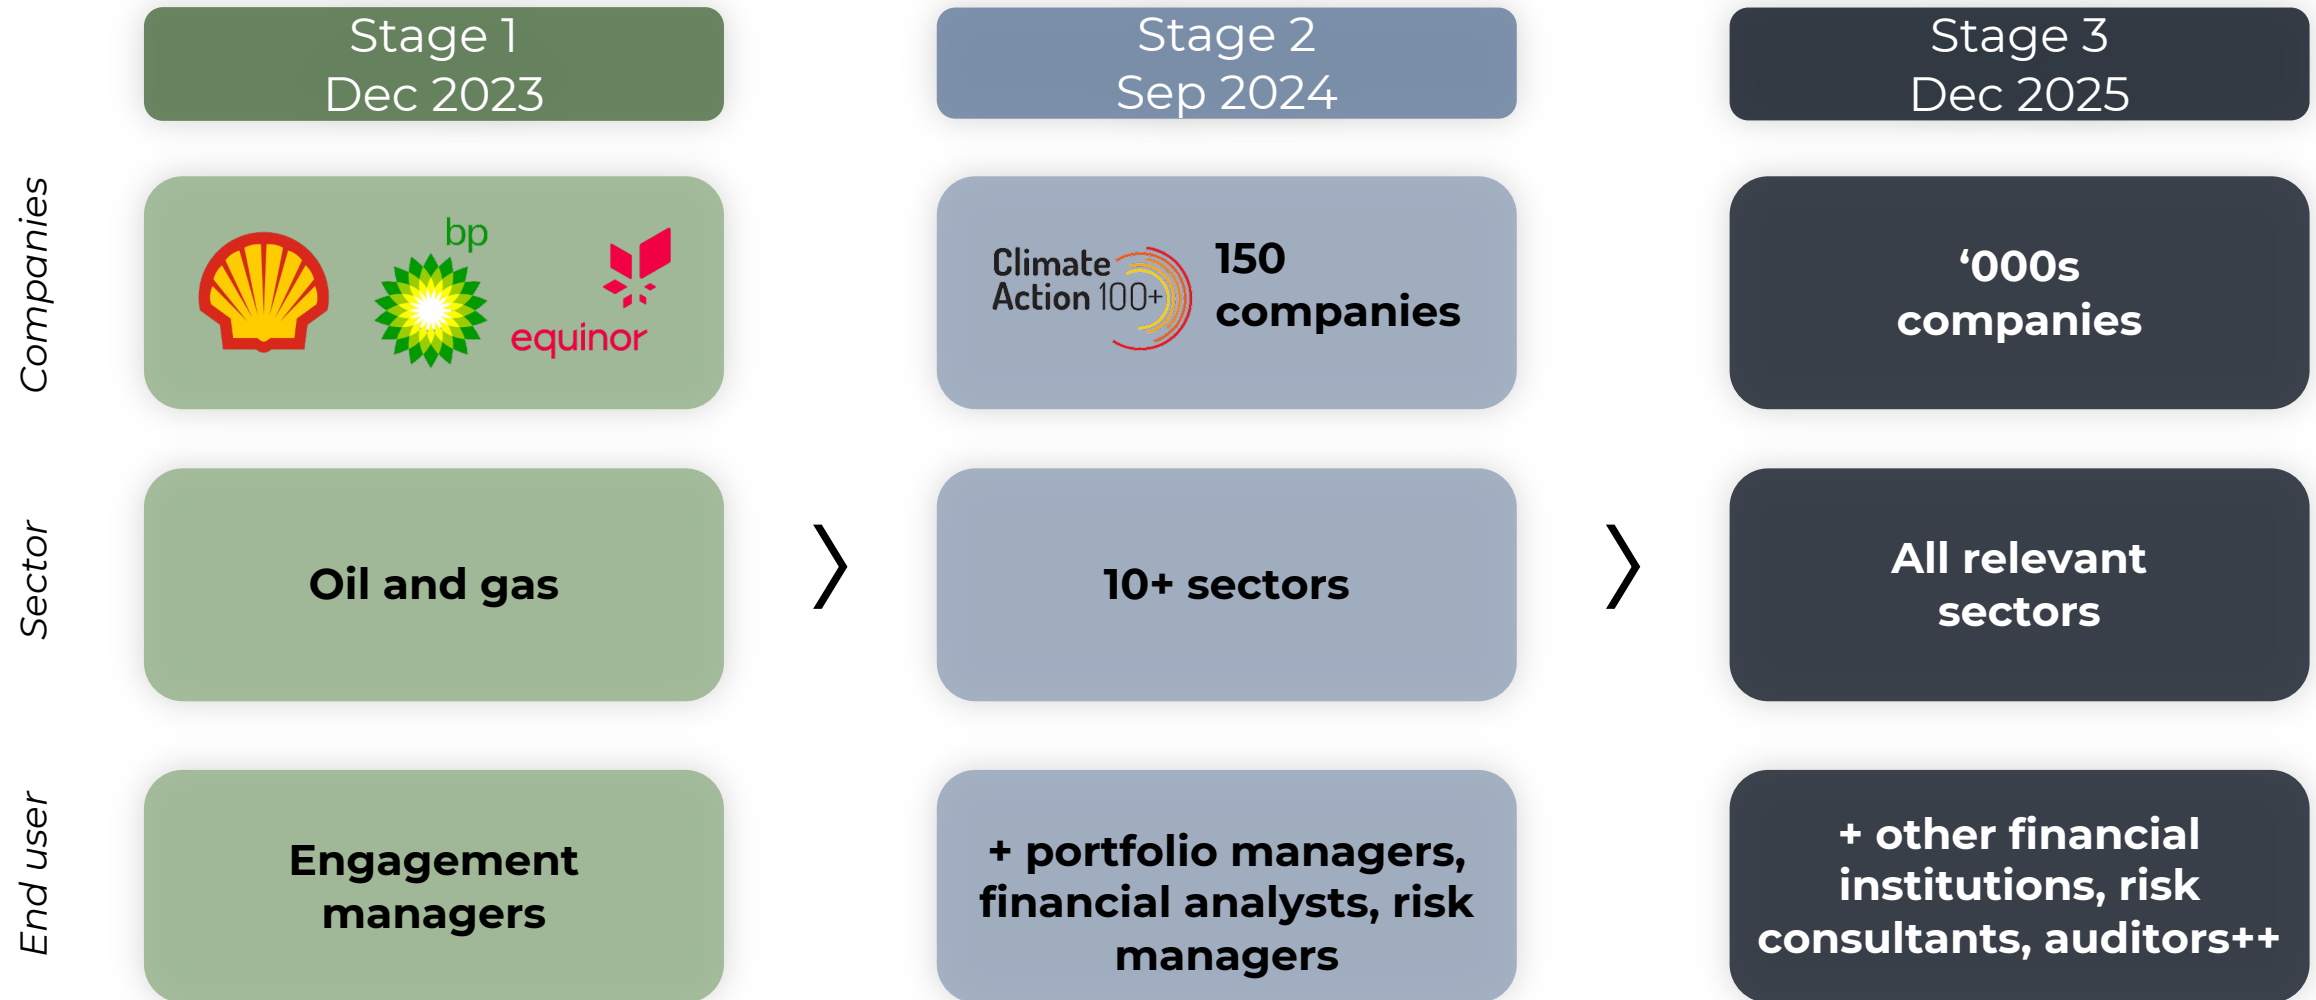 Stage 1
Dec 2023
Stage 2
Sep 2024
Stage 3
Dec 2025
Companies
bp
equinor
Climate
Action 100+
150
companies
‘000s
companies
Sector
Oil and gas
10+ sectors
All relevant
sectors
End user
Engagement
managers
+ portfolio managers,
financial analysts, risk
managers
+ other financial
institutions, risk
consultants, auditors++